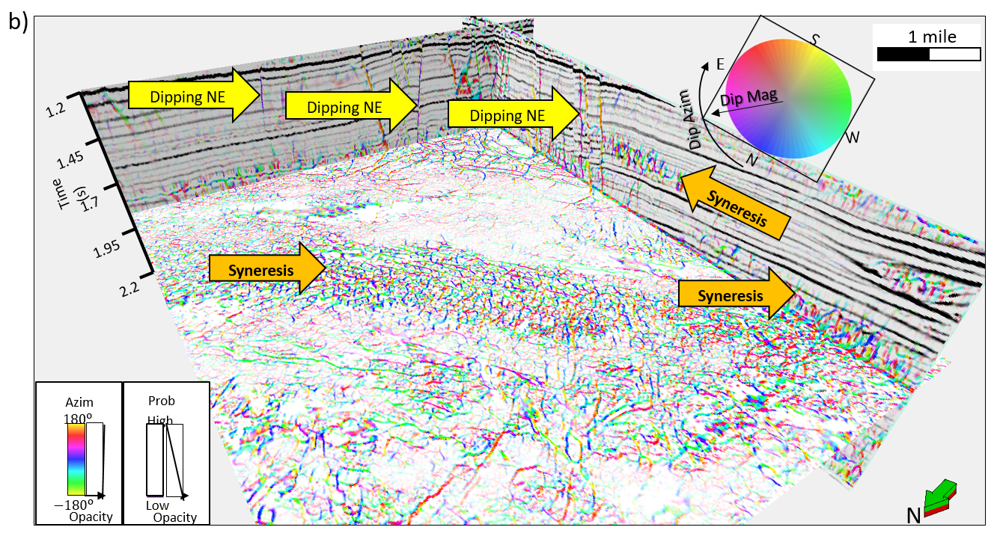 b)
1 mile
S
E
Dip Mag
Dip Azim
W
N
Dipping NE
Dipping NE
Dipping NE
1.2
1.45
1.7
1.95
2.2
Time
(s)
Syneresis
Syneresis
Syneresis
Azim
180º
−180º
Opacity
Prob
High
Low
Opacity
N